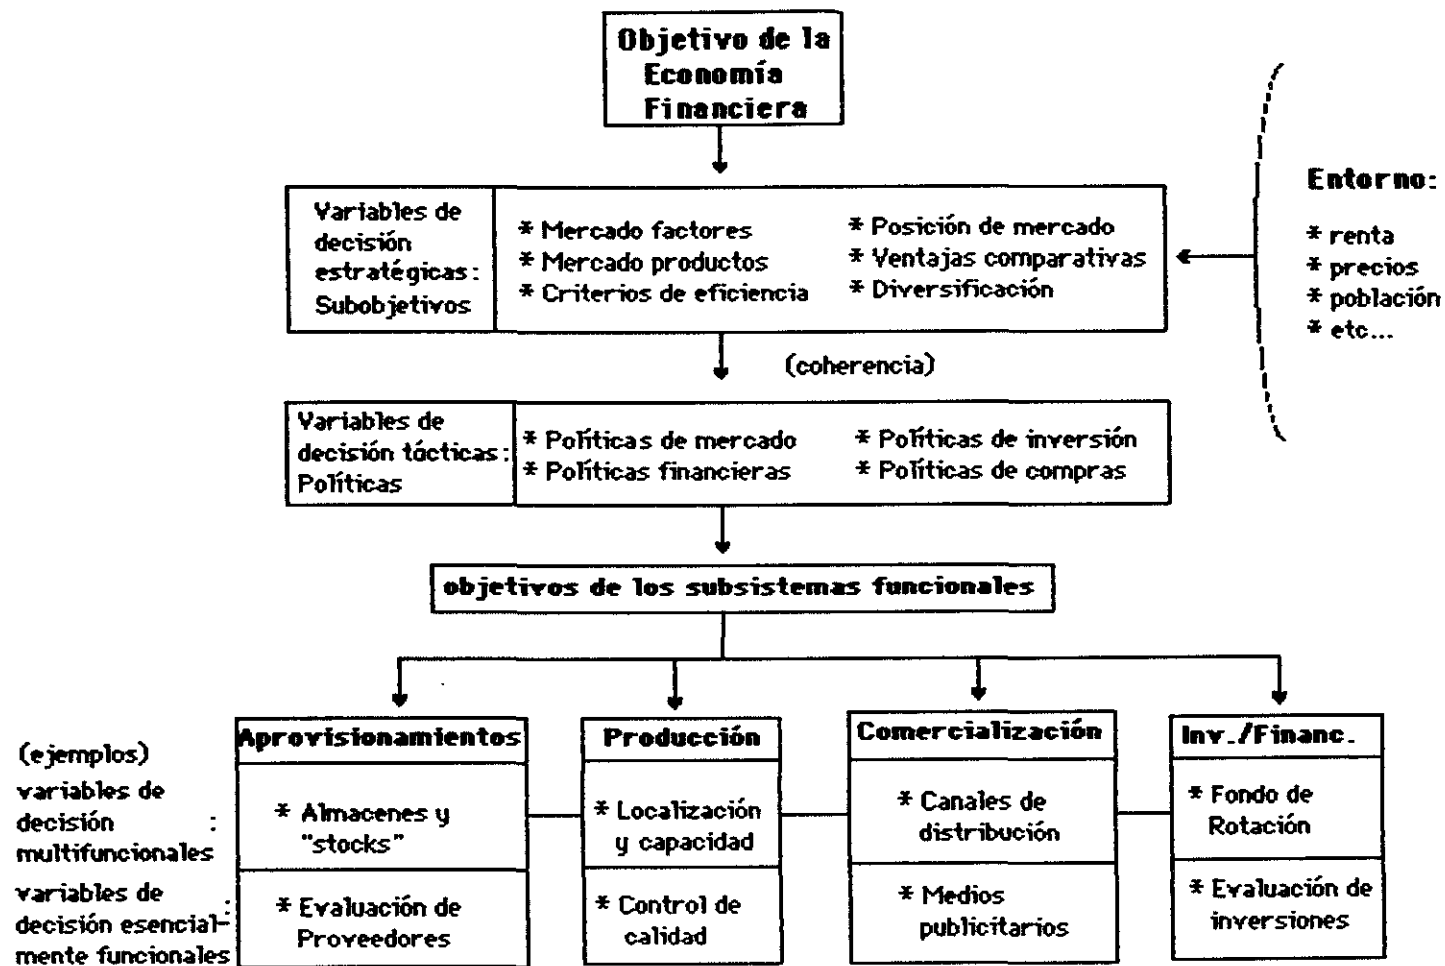 Objetivo de la
Economía
Financiera
Entorno:
* renta
* precios
* población
* etc...
Variables de
decisión
estratégicas:
Subobjetivos
* Mercado factores
* Mercado productos
* Criterios de eficiencia
* Posición de mercado
* Ventajas comparativas
* Diversificación
(coherencia)
Variables de
decisión tácticas:
Políticas
* Políticas de mercado
* Políticas financieras
* Políticas de inversión
* Políticas de compras
objetivos de los subsistemas funcionales
Aprovisionamientos
Producción
Comercialización
Inv./Financ.
(ejemplos)
variables de
decisión :
multifuncionales
* Almacenes y
"stocks"
* Localización
y capacidad
* Canales de
distribución
* Fondo de
Rotación
variables de :
decisión esencial-
mente funcionales
* Evaluación de
Proveedores
* Control de
calidad
* Medios
publicitarios
* Evaluación de
inversiones